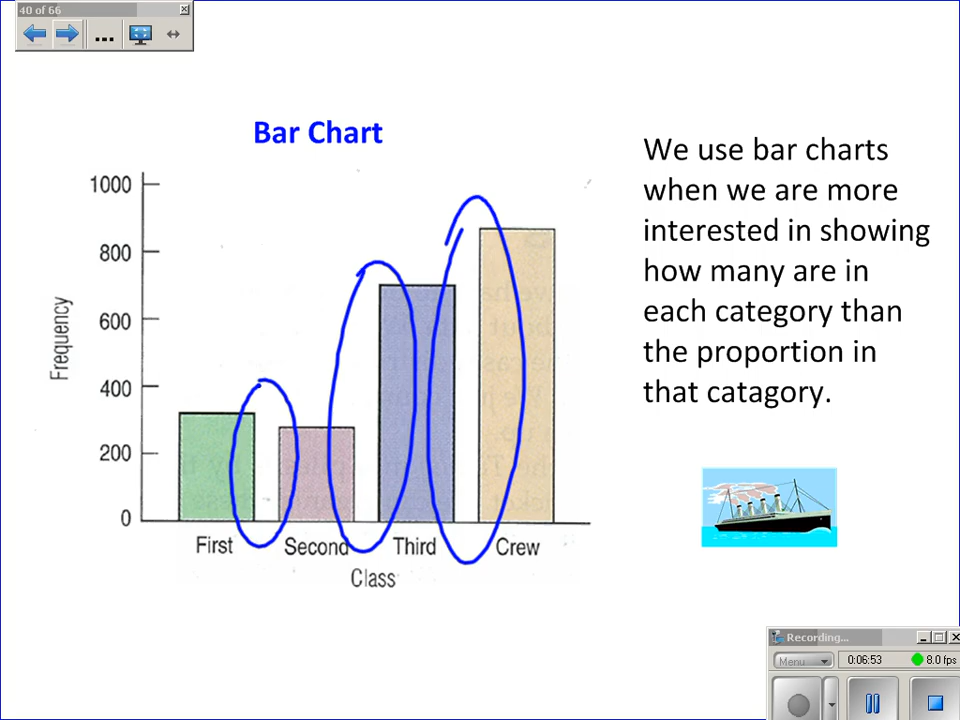 40 of 66
Bar Chart
We use bar charts
when we are more
interested in showing
how many are in
each category than
the proportion in
that catagory.
1000
800
600
400
200
0
Frequency
First Second Third Crew
Class
Recording...
Menu 0:06:53 8.0 fps